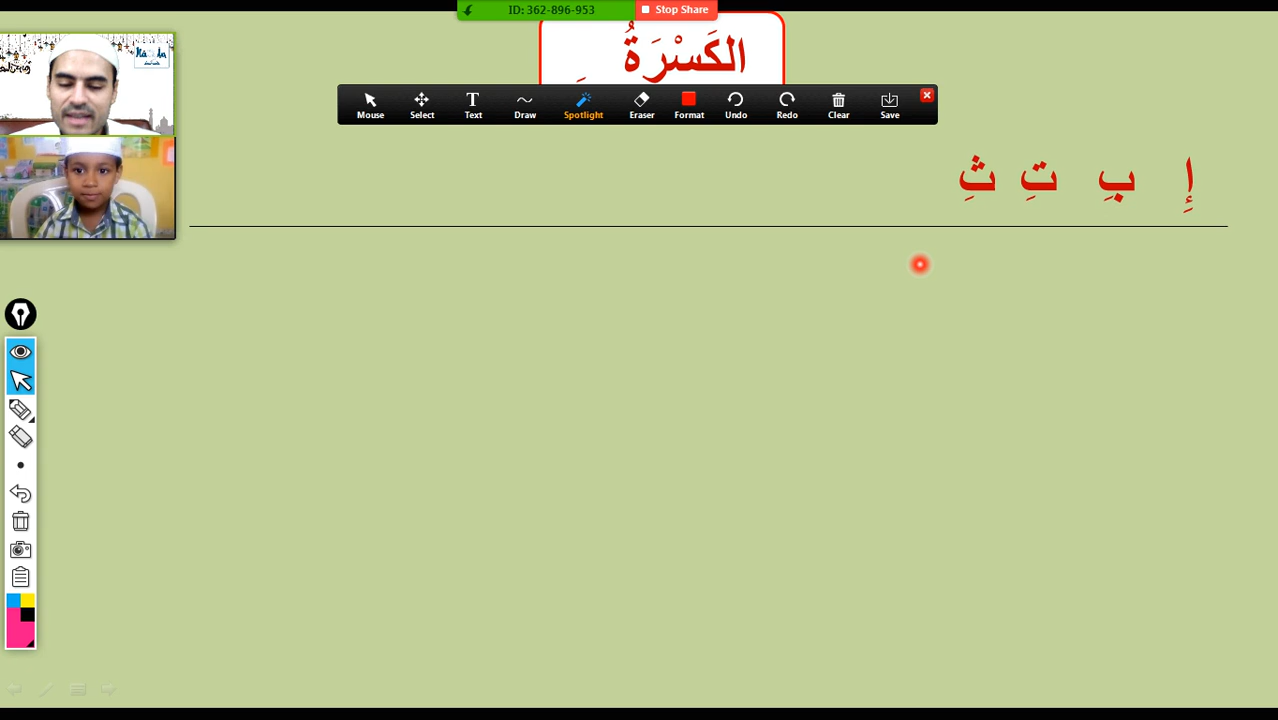 ID: 362-896-953 Stop Share
الكَسْرَةُ ـِ
Mouse Select Text Draw Spotlight Eraser Format Undo Redo Clear Save
إِ بِ تِ ثِ